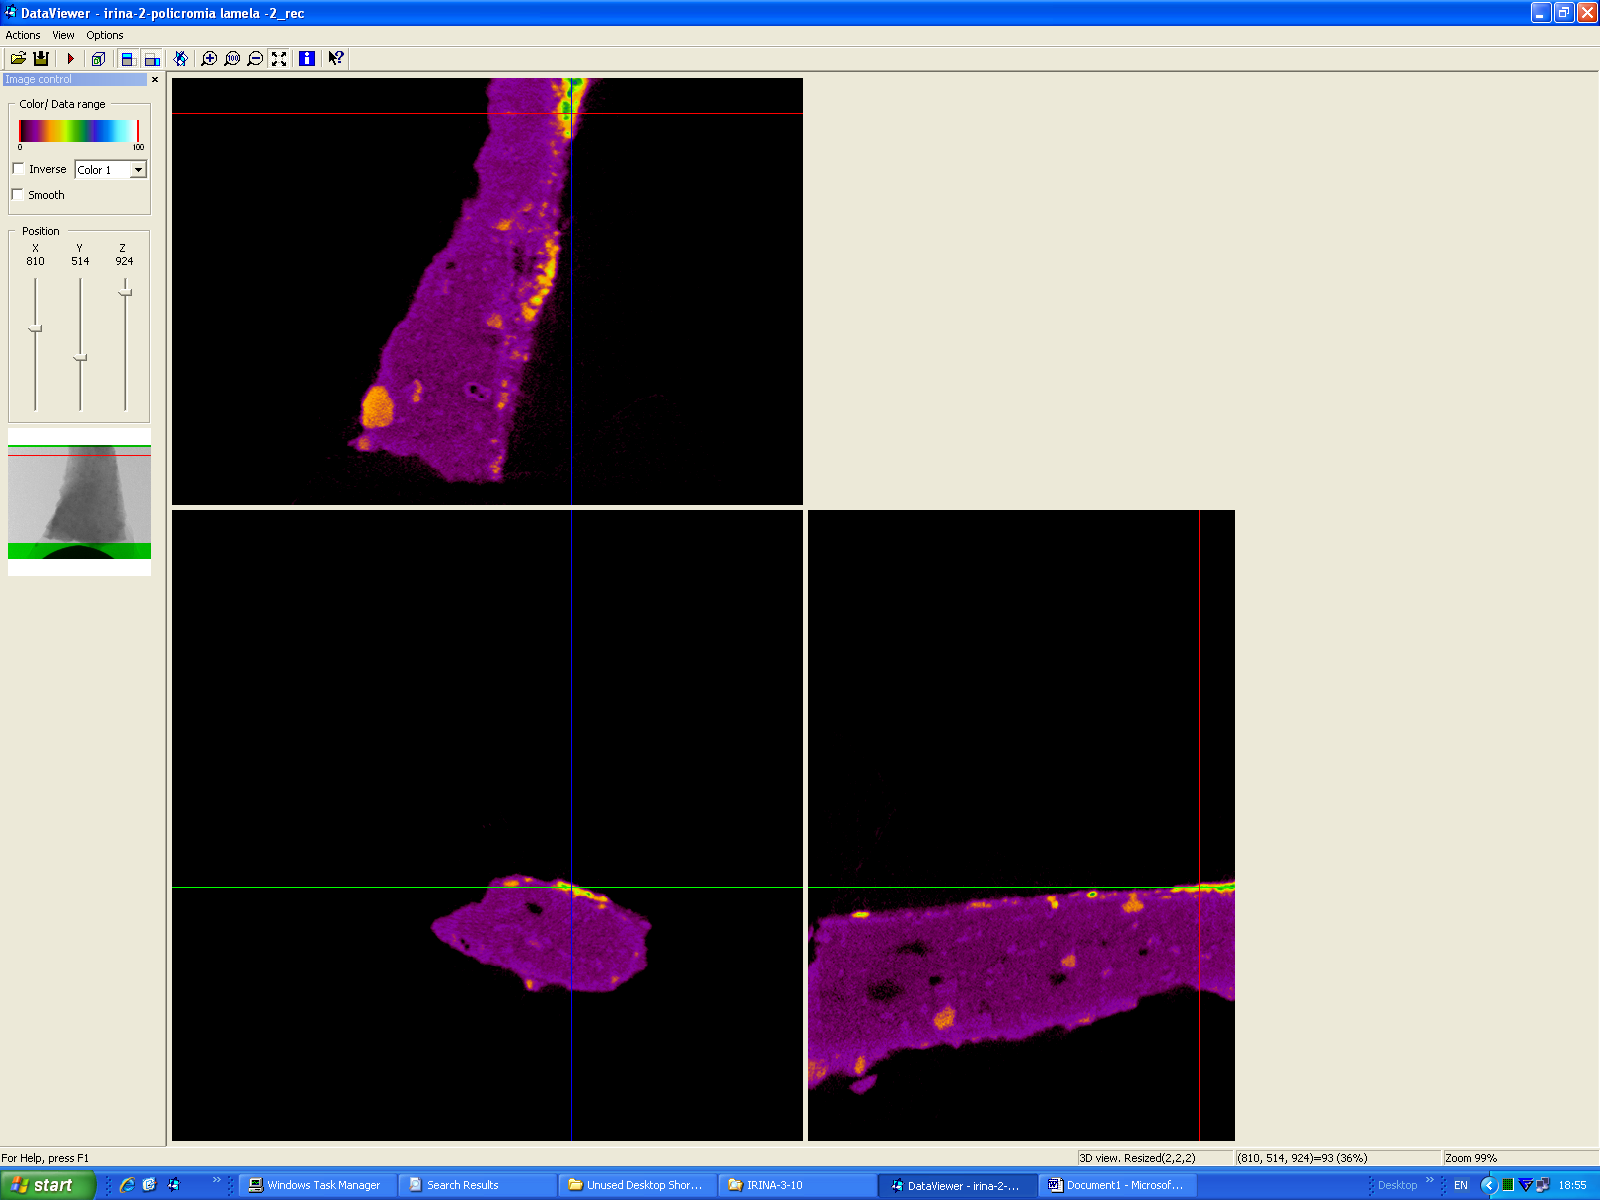 DataViewer - irina-2-policromia lamela -2_rec
Actions View Options
Image control
Color/ Data range
0 100
Inverse Color 1
Smooth
Position
X Y Z
810 514 924
For Help, press F1
3D view. Resized(2,2,2)
(810, 514, 924)=93 (36%)
Zoom 99%
start
Windows Task Manager
Search Results
Unused Desktop Shor...
IRINA-3-10
DataViewer - irina-2-...
Document1 - Microsof...
Desktop
EN
18:55